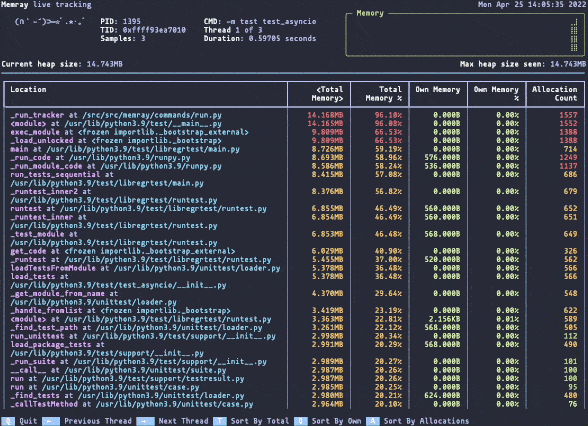 Memray live tracking Mon Apr 25 14:05:35 2022
PID: 1395 CMD: -m test test_asyncio Memory
TID: 0xffff93ea7010 Thread 1 of 3
Samples: 3 Duration: 0.59705 seconds
Current heap size: 14.743MB Max heap size seen: 14.743MB
Location <Total Memory> Total Memory % Own Memory Own Memory % Allocation Count
_run_tracker at /src/src/memray/commands/run.py 14.168MB 96.10% 0.000B 0.00% 1557
<module> at /usr/lib/python3.9/test/__main__.py 14.165MB 96.08% 0.000B 0.00% 1552
exec_module at <frozen importlib._bootstrap_external> 9.809MB 66.53% 0.000B 0.00% 1388
_load_unlocked at <frozen importlib._bootstrap> 9.809MB 66.53% 0.000B 0.00% 1388
main at /usr/lib/python3.9/test/libregrtest/main.py 8.726MB 59.19% 0.000B 0.00% 714
_run_code at /usr/lib/python3.9/runpy.py 8.693MB 58.96% 576.000B 0.00% 1249
_run_module_code at /usr/lib/python3.9/runpy.py 8.586MB 58.24% 536.000B 0.00% 1137
run_tests_sequential at 8.415MB 57.08% 0.000B 0.00% 686
/usr/lib/python3.9/test/libregrtest/main.py
_runtest_inner2 at 8.376MB 56.82% 0.000B 0.00% 679
/usr/lib/python3.9/test/libregrtest/runtest.py
runtest at /usr/lib/python3.9/test/libregrtest/runtest.py 6.855MB 46.49% 560.000B 0.00% 652
_runtest_inner at 6.854MB 46.49% 560.000B 0.00% 651
/usr/lib/python3.9/test/libregrtest/runtest.py
_test_module at 6.853MB 46.48% 568.000B 0.00% 649
/usr/lib/python3.9/test/libregrtest/runtest.py
get_code at <frozen importlib._bootstrap_external> 6.029MB 40.90% 0.000B 0.00% 326
_runtest at /usr/lib/python3.9/test/libregrtest/runtest.py 5.455MB 37.00% 520.000B 0.00% 562
loadTestsFromModule at /usr/lib/python3.9/unittest/loader.py 5.378MB 36.48% 0.000B 0.00% 566
load_tests at 5.378MB 36.48% 0.000B 0.00% 566
/usr/lib/python3.9/test/test_asyncio/__init__.py
_get_module_from_name at 4.370MB 29.64% 0.000B 0.00% 548
/usr/lib/python3.9/unittest/loader.py
_handle_fromlist at <frozen importlib._bootstrap> 3.419MB 23.19% 0.000B 0.00% 622
<module> at /usr/lib/python3.9/test/libregrtest/runtest.py 3.363MB 22.81% 2.156KB 0.01% 589
_find_test_path at /usr/lib/python3.9/unittest/loader.py 3.261MB 22.12% 568.000B 0.00% 505
run_unittest at /usr/lib/python3.9/test/support/__init__.py 2.998MB 20.34% 0.000B 0.00% 112
load_package_tests at 2.991MB 20.29% 568.000B 0.00% 490
/usr/lib/python3.9/test/support/__init__.py
_run_suite at /usr/lib/python3.9/test/support/__init__.py 2.989MB 20.27% 0.000B 0.00% 101
__call__ at /usr/lib/python3.9/unittest/suite.py 2.987MB 20.26% 0.000B 0.00% 100
run at /usr/lib/python3.9/test/support/testresult.py 2.987MB 20.26% 0.000B 0.00% 100
run at /usr/lib/python3.9/unittest/case.py 2.985MB 20.25% 0.000B 0.00% 95
_find_tests at /usr/lib/python3.9/unittest/loader.py 2.980MB 20.21% 624.000B 0.00% 480
_callTestMethod at /usr/lib/python3.9/unittest/case.py 2.964MB 20.10% 0.000B 0.00% 76
Q Quit ← Previous Thread → Next Thread T Sort By Total O Sort By Own A Sort By Allocations